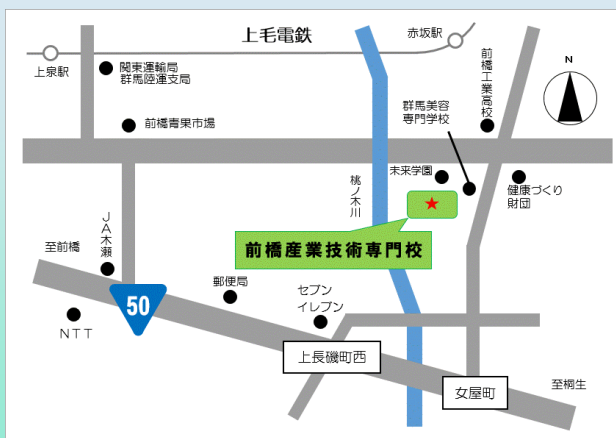 上毛電鉄
赤坂駅
上泉駅
関東運輸局
群馬陸運支局
前橋工業高校
N
群馬美容
専門学校
前橋青果市場
未来学園
桃ノ木川
健康づくり
財団
前橋産業技術専門校
JA木瀬
至前橋
郵便局
セブン
イレブン
50
NTT
上長磯町西
女屋町
至桐生